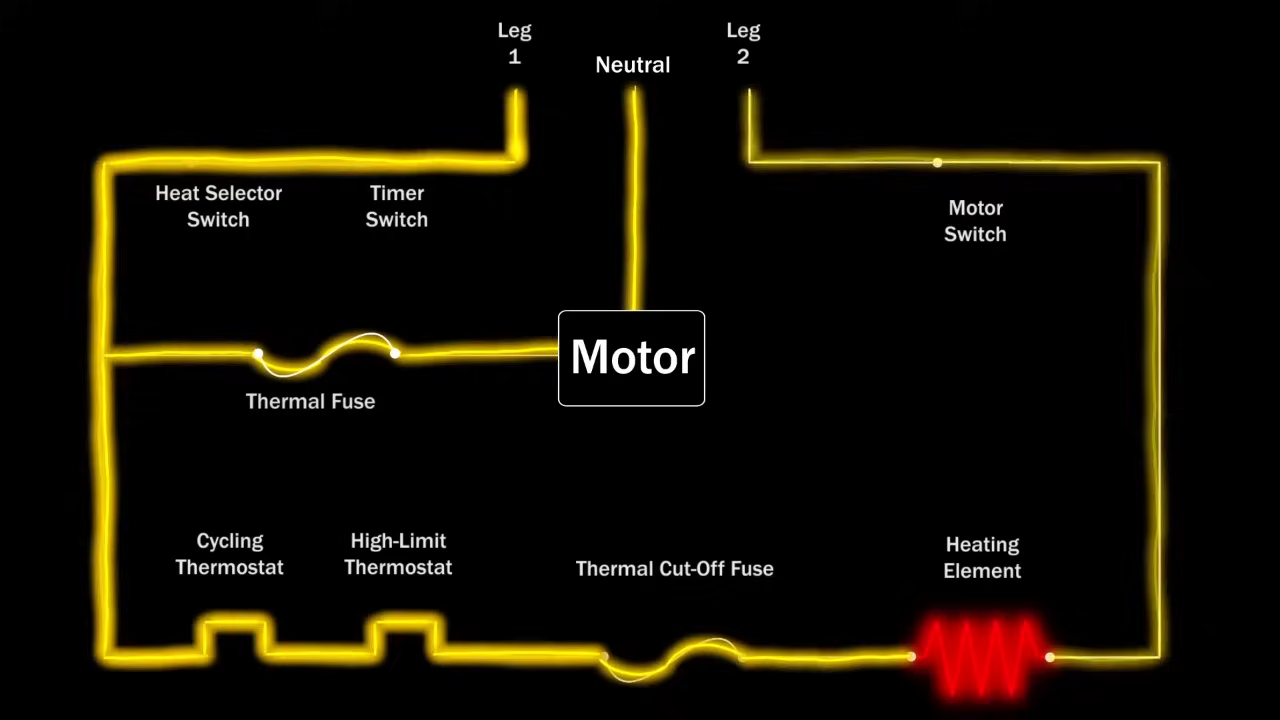 Leg
1
Neutral
Leg
2
Heat Selector
Switch
Timer
Switch
Motor
Switch
Motor
Thermal Fuse
Cycling
Thermostat
High-Limit
Thermostat
Thermal Cut-Off Fuse
Heating
Element